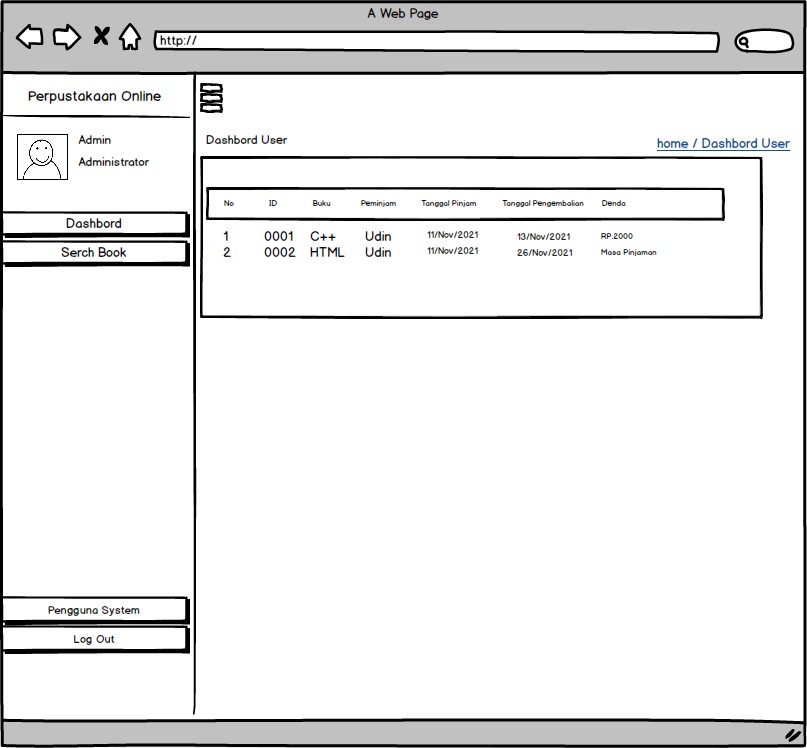 A Web Page
http://
Perpustakaan Online
Admin
Administrator
Dashbord
Serch Book
Pengguna System
Log Out
Dashbord User
home / Dashbord User
No ID Buku Peminjam Tanggal Pinjam Tanggal Pengembalian Denda
1 0001 C++ Udin 11/Nov/2021 13/Nov/2021 RP.2000
2 0002 HTML Udin 11/Nov/2021 26/Nov/2021 Masa Pinjaman